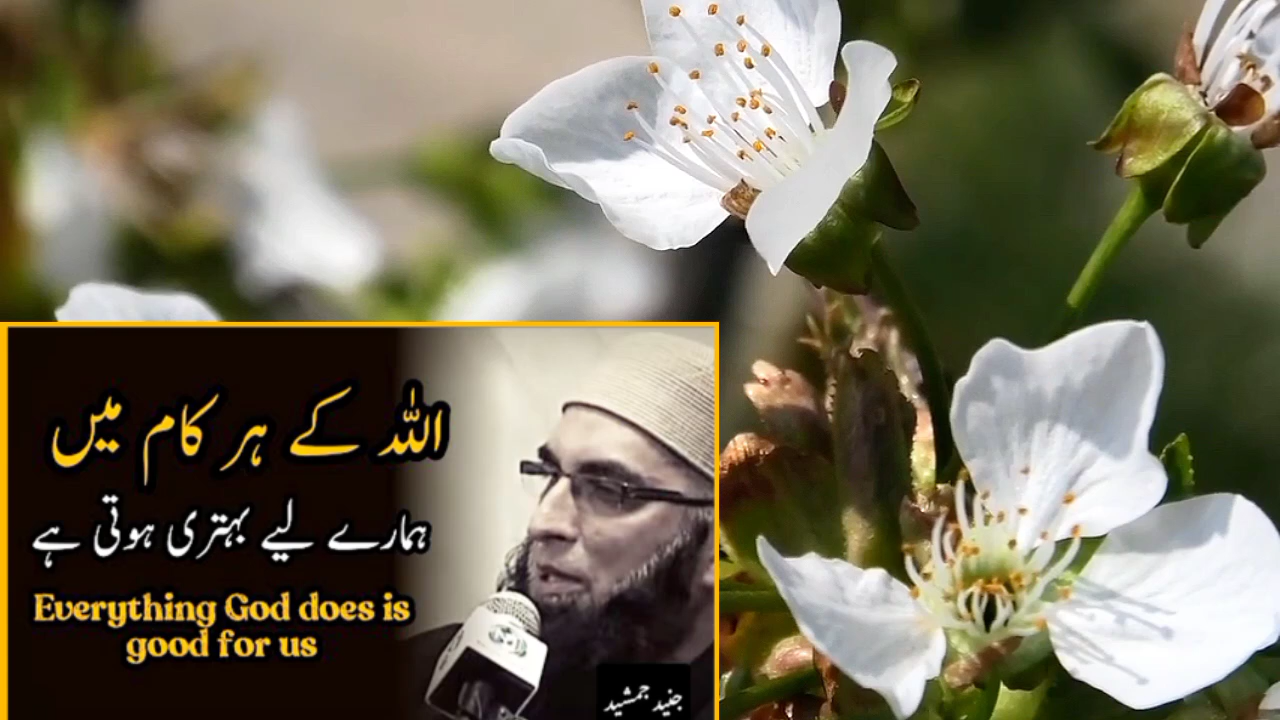 اللہ کے ہر کام میں
ہمارے لیے بہتری ہوتی ہے
Everything God does is
good for us
جنید جمشید